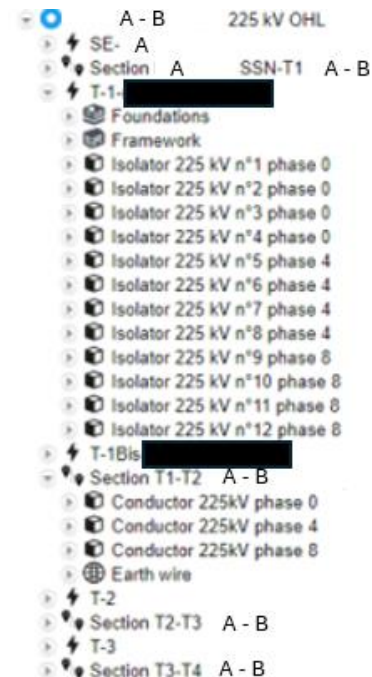 A - B 225 kV OHL
SE- A
Section A SSN-T1 A - B
T-1-
Foundations
Framework
Isolator 225 kV n°1 phase 0
Isolator 225 kV n°2 phase 0
Isolator 225 kV n°3 phase 0
Isolator 225 kV n°4 phase 0
Isolator 225 kV n°5 phase 4
Isolator 225 kV n°6 phase 4
Isolator 225 kV n°7 phase 4
Isolator 225 kV n°8 phase 4
Isolator 225 kV n°9 phase 8
Isolator 225 kV n°10 phase 8
Isolator 225 kV n°11 phase 8
Isolator 225 kV n°12 phase 8
T-1Bis
Section T1-T2 A - B
Conductor 225kV phase 0
Conductor 225kV phase 4
Conductor 225kV phase 8
Earth wire
T-2
Section T2-T3 A - B
T-3
Section T3-T4 A - B